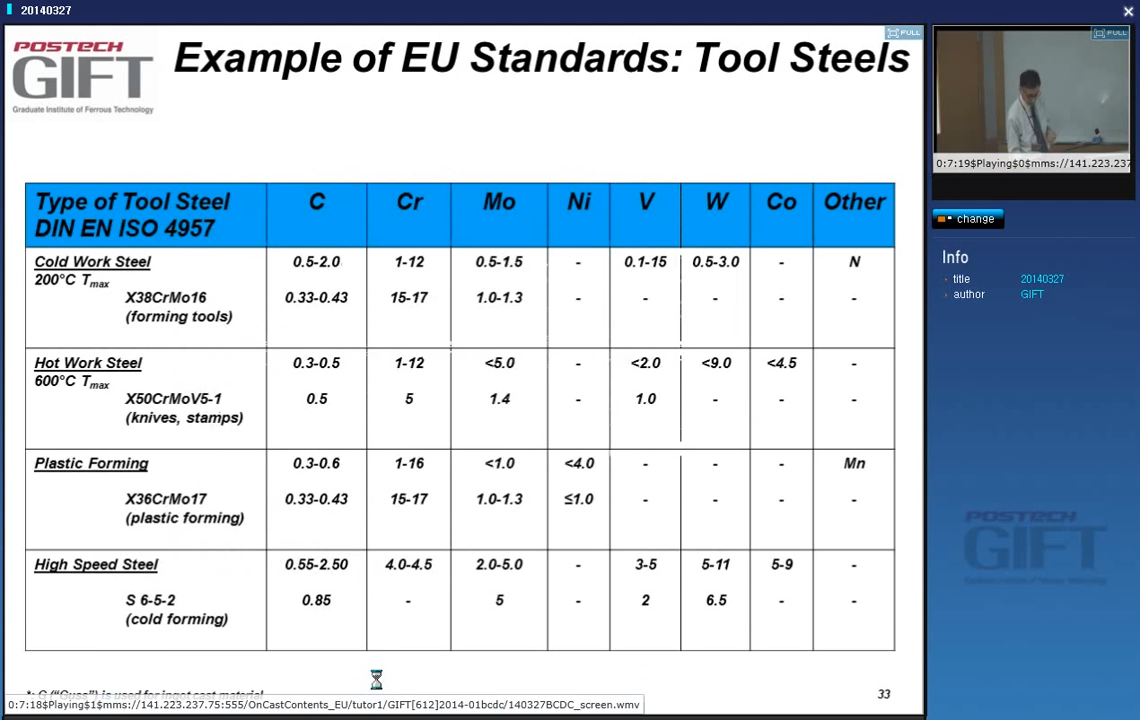 20140327
POSTECH
GIFT
Graduate Institute of Ferrous Technology
Example of EU Standards: Tool Steels
FULL
FULL
Type of Tool Steel C Cr Mo Ni V W Co Other
DIN EN ISO 4957
Cold Work Steel 0.5-2.0 1-12 0.5-1.5 - 0.1-15 0.5-3.0 - N
200°C Tmax
X38CrMo16 0.33-0.43 15-17 1.0-1.3 - - - - -
(forming tools)
Hot Work Steel 0.3-0.5 1-12 <5.0 - <2.0 <9.0 <4.5 -
600°C Tmax
X50CrMoV5-1 0.5 5 1.4 - 1.0 - - -
(knives, stamps)
Plastic Forming 0.3-0.6 1-16 <1.0 <4.0 - - - Mn
X36CrMo17 0.33-0.43 15-17 1.0-1.3 ≤1.0 - - - -
(plastic forming)
High Speed Steel 0.55-2.50 4.0-4.5 2.0-5.0 - 3-5 5-11 5-9 -
S 6-5-2 0.85 - 5 - 2 6.5 - -
(cold forming)
*: G ("Guss") is used for ingot cast material
33
0:7:18$Playing$1$mms://141.223.237.75:555/OnCastContents_EU/tutor1/GIFT[612]2014-01bcdc/140327BCDC_screen.wmv
0:7:19$Playing$0$mms://141.223.237
change
Info
title 20140327
author GIFT
POSTECH
GIFT